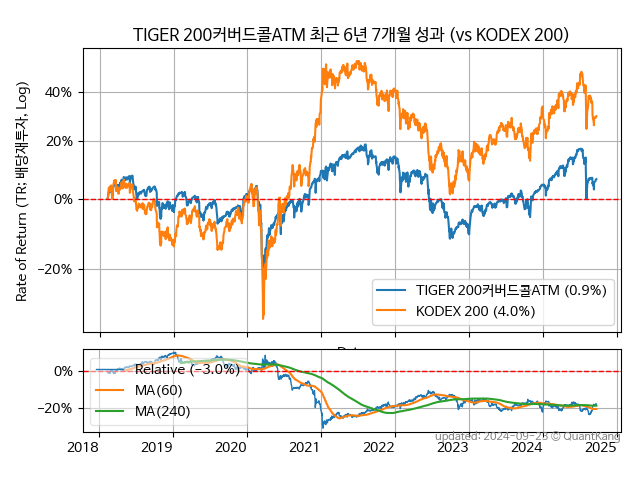 TIGER 200커버드콜ATM 최근 6년 7개월 성과 (vs KODEX 200)
Rate of Return (TR: 배당재투자, Log)
40%
20%
0%
−20%
TIGER 200커버드콜ATM (0.9%)
KODEX 200 (4.0%)
0%
−20%
Relative (−3.0%)
MA(60)
MA(240)
updated: 2024-09-23 © QuantKang
2018 2019 2020 2021 2022 2023 2024 2025